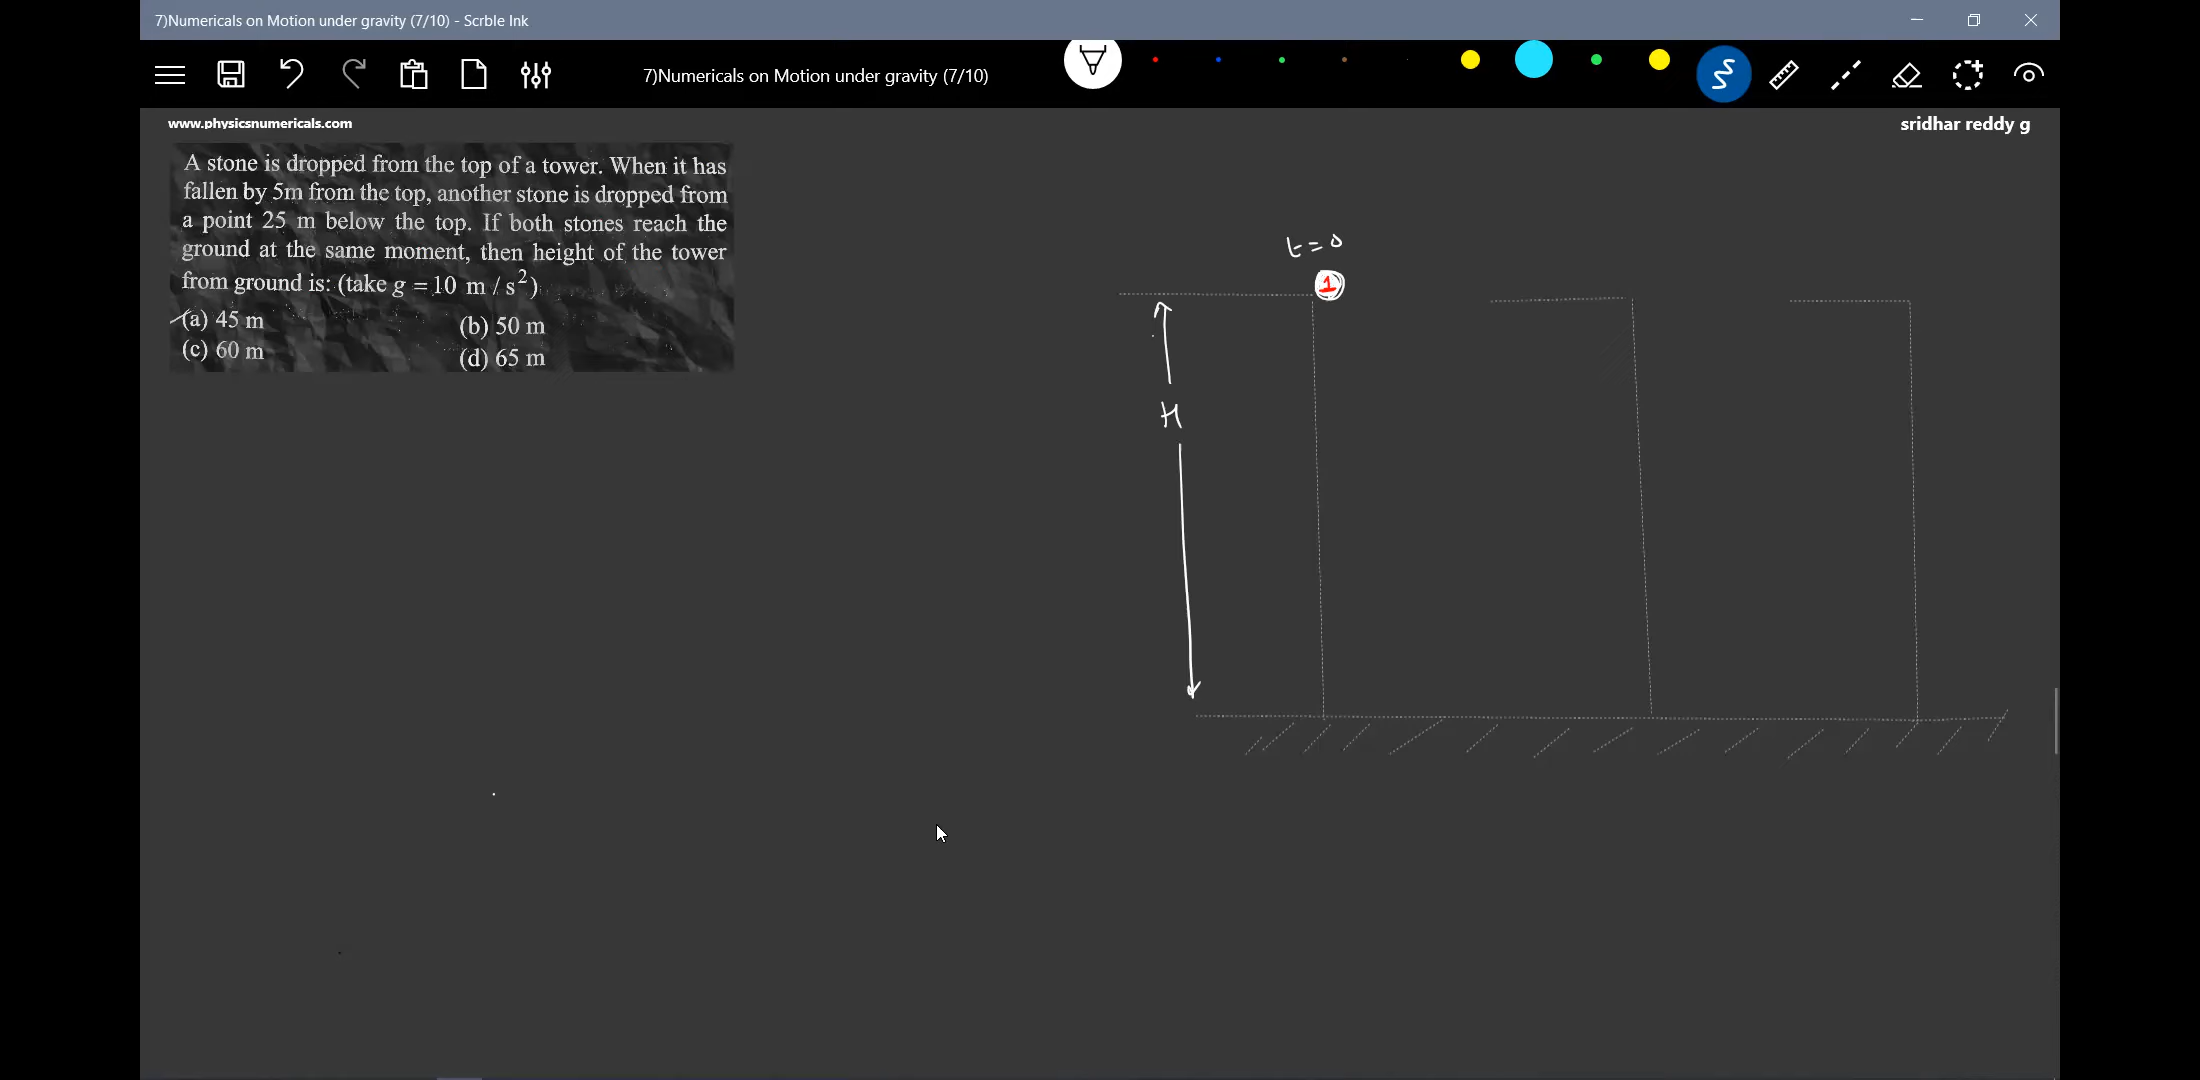 7)Numericals on Motion under gravity (7/10) - Scrble Ink
7)Numericals on Motion under gravity (7/10)
www.physicsnumericals.com
sridhar reddy g
A stone is dropped from the top of a tower. When it has
fallen by 5m from the top, another stone is dropped from
a point 25 m below the top. If both stones reach the
ground at the same moment, then height of the tower
from ground is: (take g = 10 m / s²)
(a) 45 m (b) 50 m
(c) 60 m (d) 65 m
t = 0
1
H